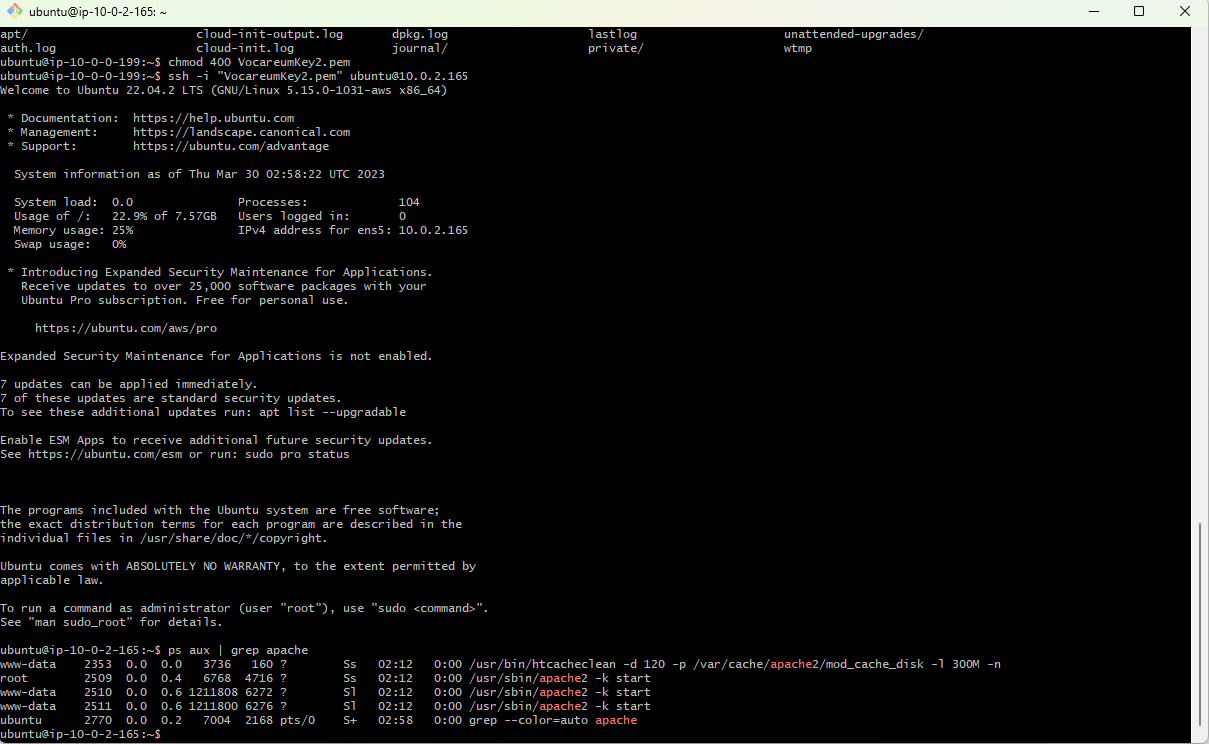 ubuntu@ip-10-0-2-165: ~
apt/ cloud-init-output.log dpkg.log lastlog unattended-upgrades/
auth.log cloud-init.log journal/ private/ wtmp
ubuntu@ip-10-0-0-199:~$ chmod 400 VocareumKey2.pem
ubuntu@ip-10-0-0-199:~$ ssh -i "VocareumKey2.pem" ubuntu@10.0.2.165
Welcome to Ubuntu 22.04.2 LTS (GNU/Linux 5.15.0-1031-aws x86_64)
* Documentation: https://help.ubuntu.com
* Management: https://landscape.canonical.com
* Support: https://ubuntu.com/advantage
System information as of Thu Mar 30 02:58:22 UTC 2023
System load: 0.0 Processes: 104
Usage of /: 22.9% of 7.57GB Users logged in: 0
Memory usage: 25% IPv4 address for ens5: 10.0.2.165
Swap usage: 0%
* Introducing Expanded Security Maintenance for Applications.
Receive updates to over 25,000 software packages with your
Ubuntu Pro subscription. Free for personal use.
https://ubuntu.com/aws/pro
Expanded Security Maintenance for Applications is not enabled.
7 updates can be applied immediately.
7 of these updates are standard security updates.
To see these additional updates run: apt list --upgradable
Enable ESM Apps to receive additional future security updates.
See https://ubuntu.com/esm or run: sudo pro status
The programs included with the Ubuntu system are free software;
the exact distribution terms for each program are described in the
individual files in /usr/share/doc/*/copyright.
Ubuntu comes with ABSOLUTELY NO WARRANTY, to the extent permitted by
applicable law.
To run a command as administrator (user "root"), use "sudo <command>".
See "man sudo_root" for details.
ubuntu@ip-10-0-2-165:~$ ps aux | grep apache
www-data 2353 0.0 0.0 3736 160 ? Ss 02:12 0:00 /usr/bin/htcacheclean -d 120 -p /var/cache/apache2/mod_cache_disk -l 300M -n
root 2509 0.0 0.4 6768 4716 ? Ss 02:12 0:00 /usr/sbin/apache2 -k start
www-data 2510 0.0 0.6 1211808 6272 ? Sl 02:12 0:00 /usr/sbin/apache2 -k start
www-data 2511 0.0 0.6 1211800 6276 ? Sl 02:12 0:00 /usr/sbin/apache2 -k start
ubuntu 2770 0.0 0.2 7004 2168 pts/0 S+ 02:58 0:00 grep --color=auto apache
ubuntu@ip-10-0-2-165:~$